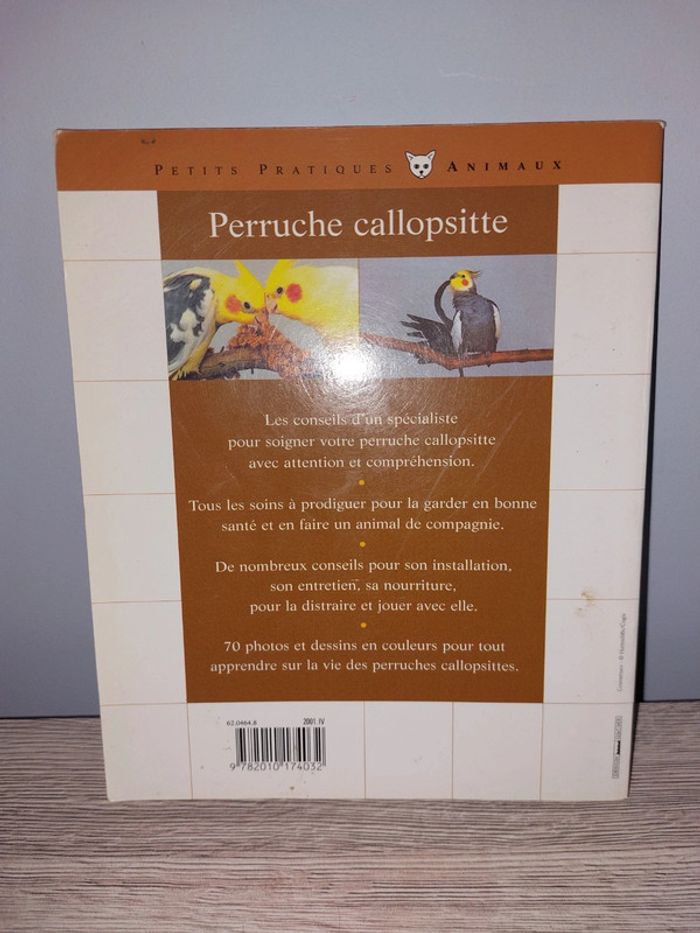 PETITS PRATIQUES ANIMAUX
Perruche callopsitte
Les conseils d'un spécialiste
pour soigner votre perruche callopsitte
avec attention et compréhension.
Tous les soins à prodiguer pour la garder en bonne
santé et en faire un animal de compagnie.
De nombreux conseils pour son installation,
son entretien, sa nourriture,
pour la distraire et jouer avec elle.
70 photos et dessins en couleurs pour tout
apprendre sur la vie des perruches callopsittes.
62.0464.8 2001.IV
9 782010 174032